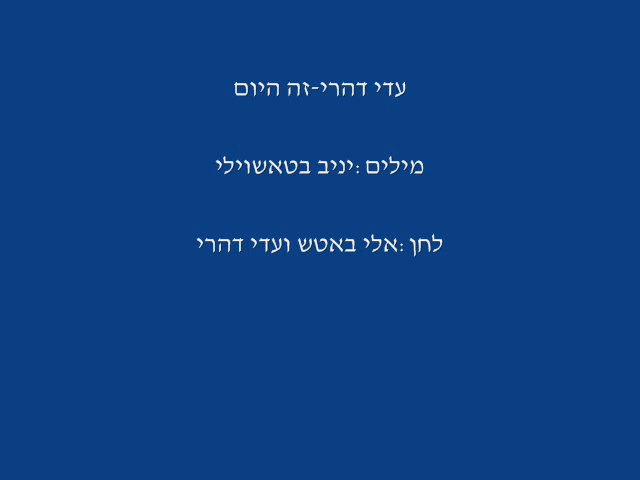 עדי דהרי-זה היום
מילים :יניב בטאשוילי
לחן :אלי באטש ועדי דהרי